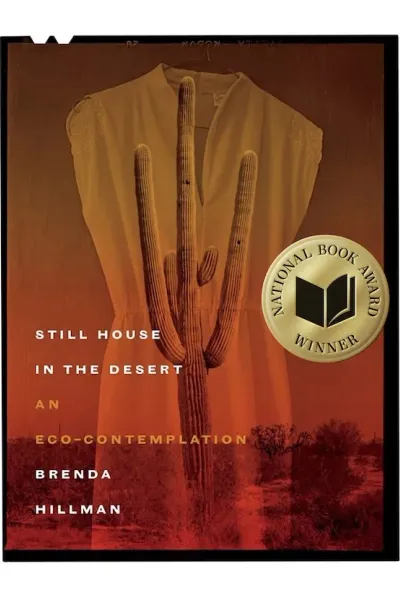 NATIONAL BOOK AWARD
WINNER
STILL HOUSE
IN THE DESERT
AN
ECO-CONTEMPLATION
BRENDA
HILLMAN